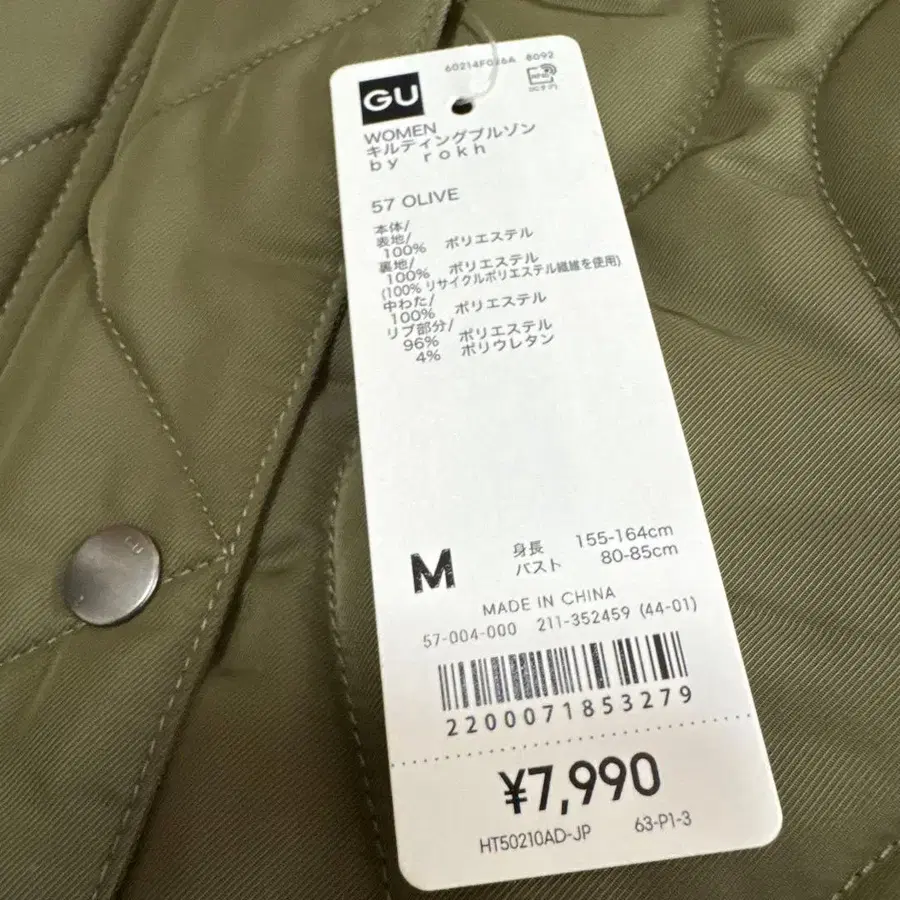 60214F026A 8092
GU
WOMEN
キルティングブルゾン
by rokh
57 OLIVE
本体/
表地/
100% ポリエステル
裏地/
100% ポリエステル
(100% リサイクルポリエステル繊維を使用)
中わた/
100% ポリエステル
リブ部分/
96% ポリエステル
4% ポリウレタン
M
身長 155-164cm
バスト 80-85cm
MADE IN CHINA
57-004-000 211-352459 (44-01)
2200071853279
¥7,990
HT50210AD-JP 63-P1-3
GU